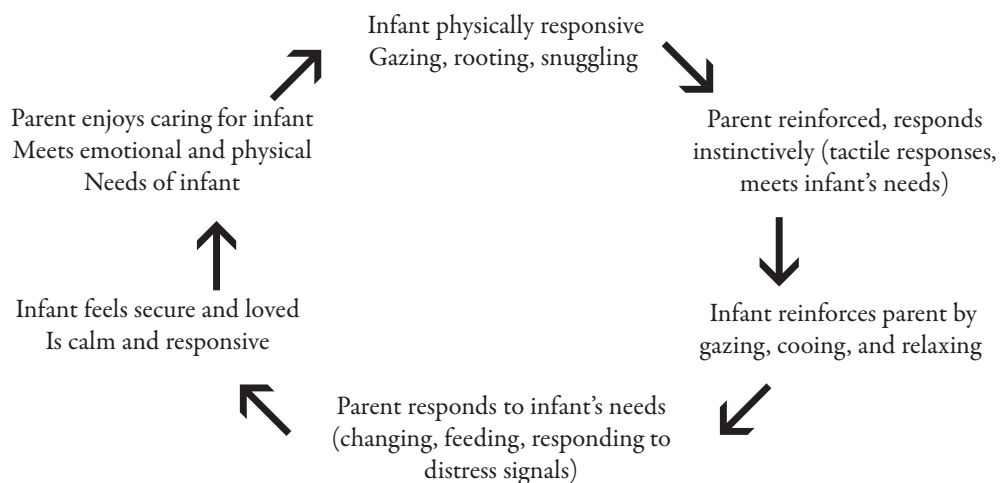 Infant physically responsive
Gazing, rooting, snuggling
Parent reinforced, responds
instinctively (tactile responses,
meets infant’s needs)
Infant reinforces parent by
gazing, cooing, and relaxing
Parent responds to infant’s needs
(changing, feeding, responding to
distress signals)
Infant feels secure and loved
Is calm and responsive
Parent enjoys caring for infant
Meets emotional and physical
Needs of infant